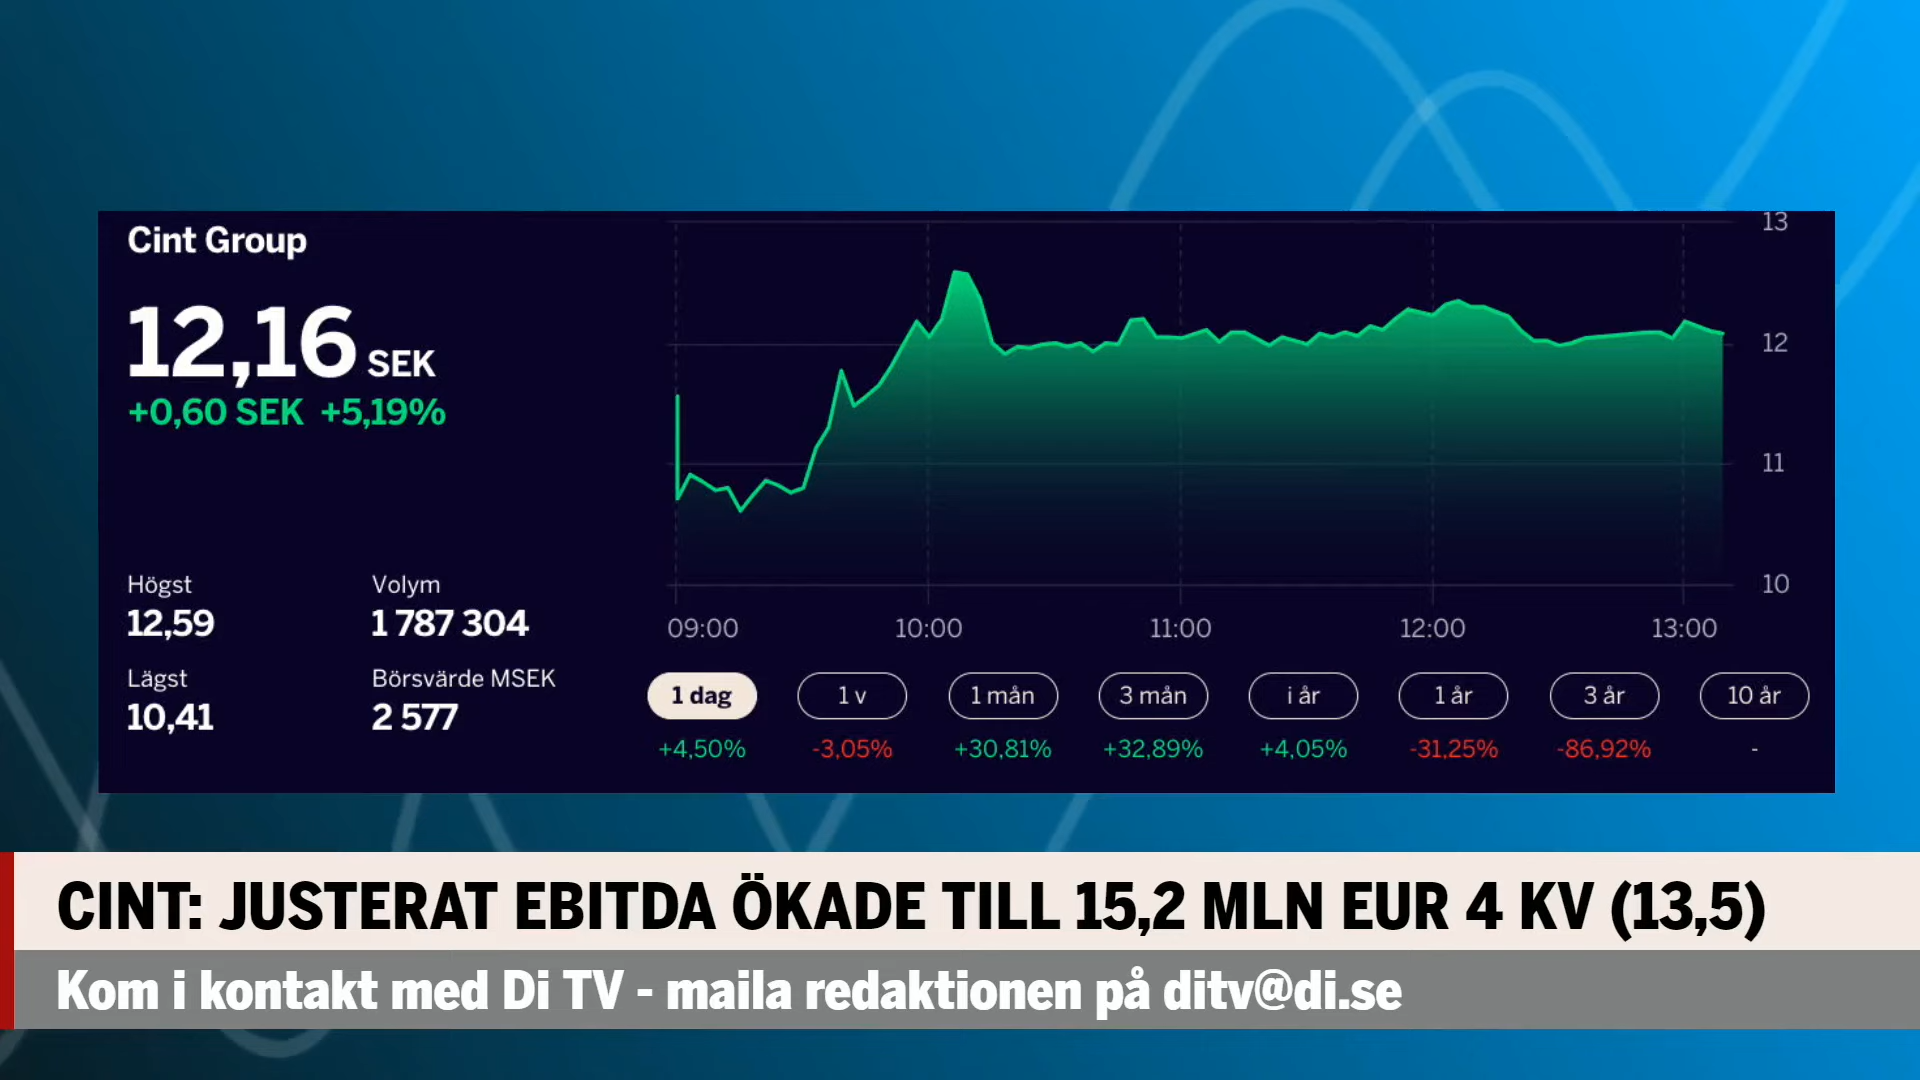 Cint Group
12,16 SEK
+0,60 SEK +5,19%
Högst
12,59
Volym
1 787 304
Lägst
10,41
Börsvärde MSEK
2 577
13
12
11
10
09:00 10:00 11:00 12:00 13:00
1 dag 1 v 1 mån 3 mån i år 1 år 3 år 10 år
+4,50% -3,05% +30,81% +32,89% +4,05% -31,25% -86,92% -
CINT: JUSTERAT EBITDA ÖKADE TILL 15,2 MLN EUR 4 KV (13,5)
Kom i kontakt med Di TV - maila redaktionen på ditv@di.se